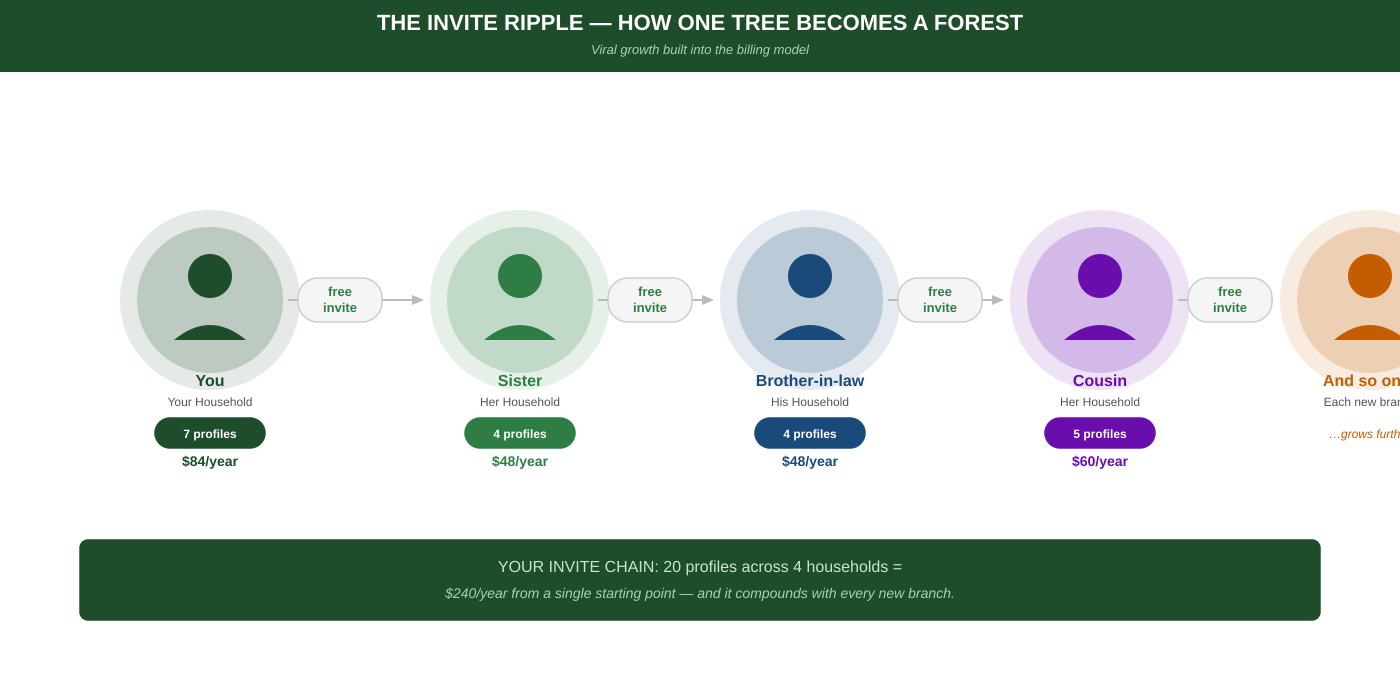 THE INVITE RIPPLE — HOW ONE TREE BECOMES A FOREST
Viral growth built into the billing model
free
invite
free
invite
free
invite
free
invite
You
Your Household
7 profiles
$84/year
Sister
Her Household
4 profiles
$48/year
Brother-in-law
His Household
4 profiles
$48/year
Cousin
Her Household
5 profiles
$60/year
And so on
Each new
…grows
YOUR INVITE CHAIN: 20 profiles across 4 households =
$240/year from a single starting point — and it compounds with every new branch.